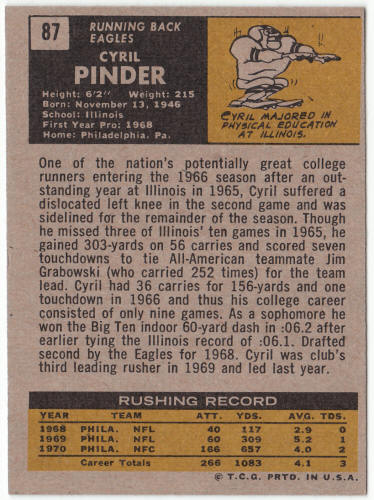 87
RUNNING BACK
EAGLES
CYRIL
PINDER
Height: 6'2" Weight: 215
Born: November 13, 1946
School: Illinois
First Year Pro: 1968
Home: Philadelphia, Pa.
CYRIL MAJORED IN
PHYSICAL EDUCATION
AT ILLINOIS.
One of the nation's potentially great college
runners entering the 1966 season after an out-
standing year at Illinois in 1965, Cyril suffered a
dislocated left knee in the second game and was
sidelined for the remainder of the season. Though
he missed three of Illinois' ten games in 1965, he
gained 303-yards on 56 carries and scored seven
touchdowns to tie All-American teammate Jim
Grabowski (who carried 252 times) for the team
lead. Cyril had 36 carries for 156-yards and one
touchdown in 1966 and thus his college career
consisted of only nine games. As a sophomore he
won the Big Ten indoor 60-yard dash in :06.2 after
earlier tying the Illinois record of :06.1. Drafted
second by the Eagles for 1968. Cyril was club's
third leading rusher in 1969 and led last year.
RUSHING RECORD
YEAR TEAM ATT. YDS. AVG. TDS.
1968 PHILA. NFL 40 117 2.9 0
1969 PHILA. NFL 60 309 5.2 1
1970 PHILA. NFC 166 657 4.0 2
Career Totals 266 1083 4.1 3
© T.C.G. PRTD. IN U.S.A.